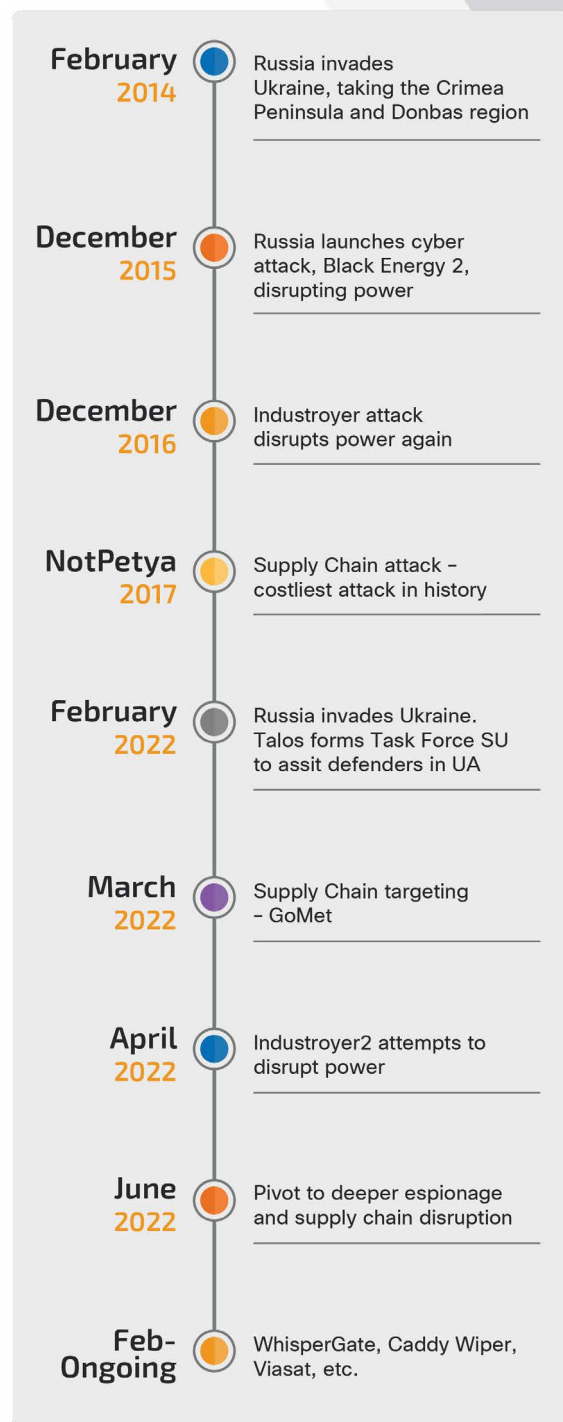 February
2014
Russia invades
Ukraine, taking the Crimea
Peninsula and Donbas region
December
2015
Russia launches cyber
attack, Black Energy 2,
disrupting power
December
2016
Industroyer attack
disrupts power again
NotPetya
2017
Supply Chain attack –
costliest attack in history
February
2022
Russia invades Ukraine.
Talos forms Task Force SU
to assit defenders in UA
March
2022
Supply Chain targeting
– GoMet
April
2022
Industroyer2 attempts to
disrupt power
June
2022
Pivot to deeper espionage
and supply chain disruption
Feb-
Ongoing
WhisperGate, Caddy Wiper,
Viasat, etc.